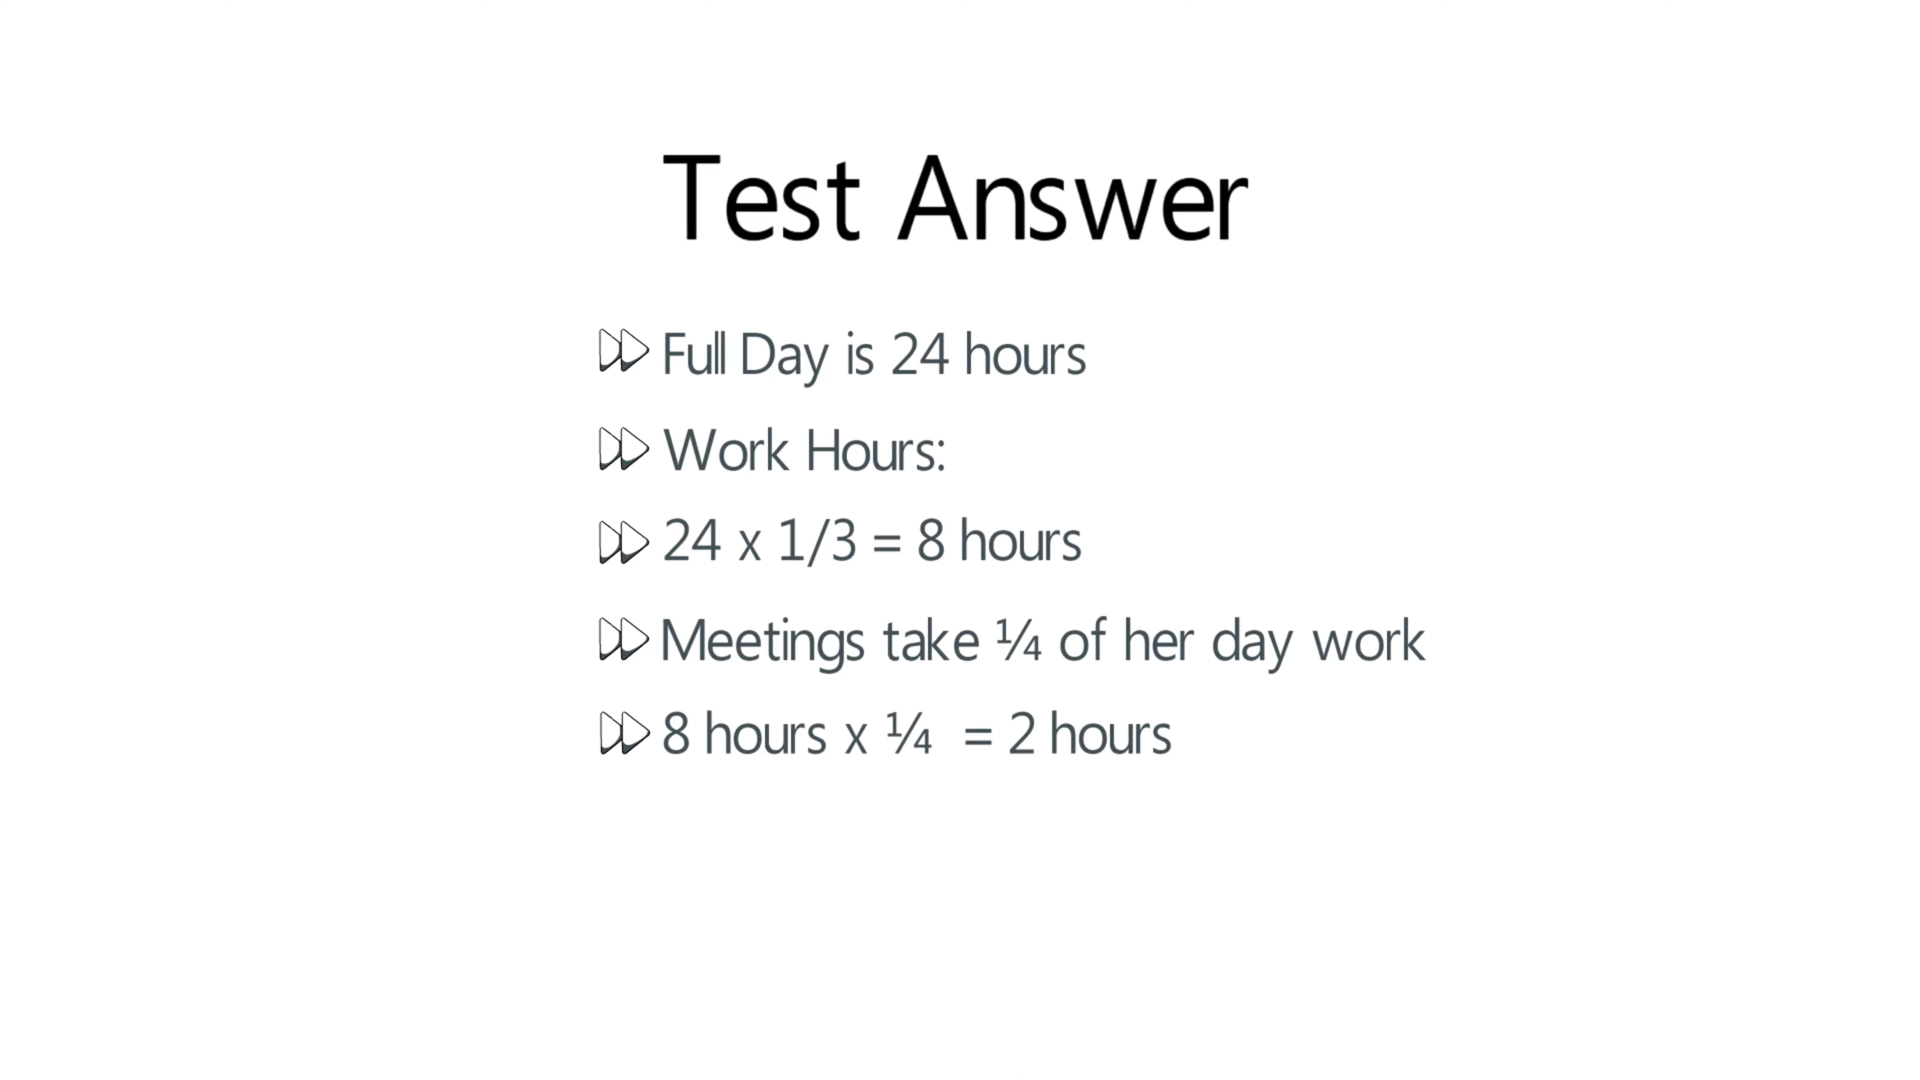 Test Answer
Full Day is 24 hours
Work Hours:
24 x 1/3 = 8 hours
Meetings take ¼ of her day work
8 hours x ¼ = 2 hours